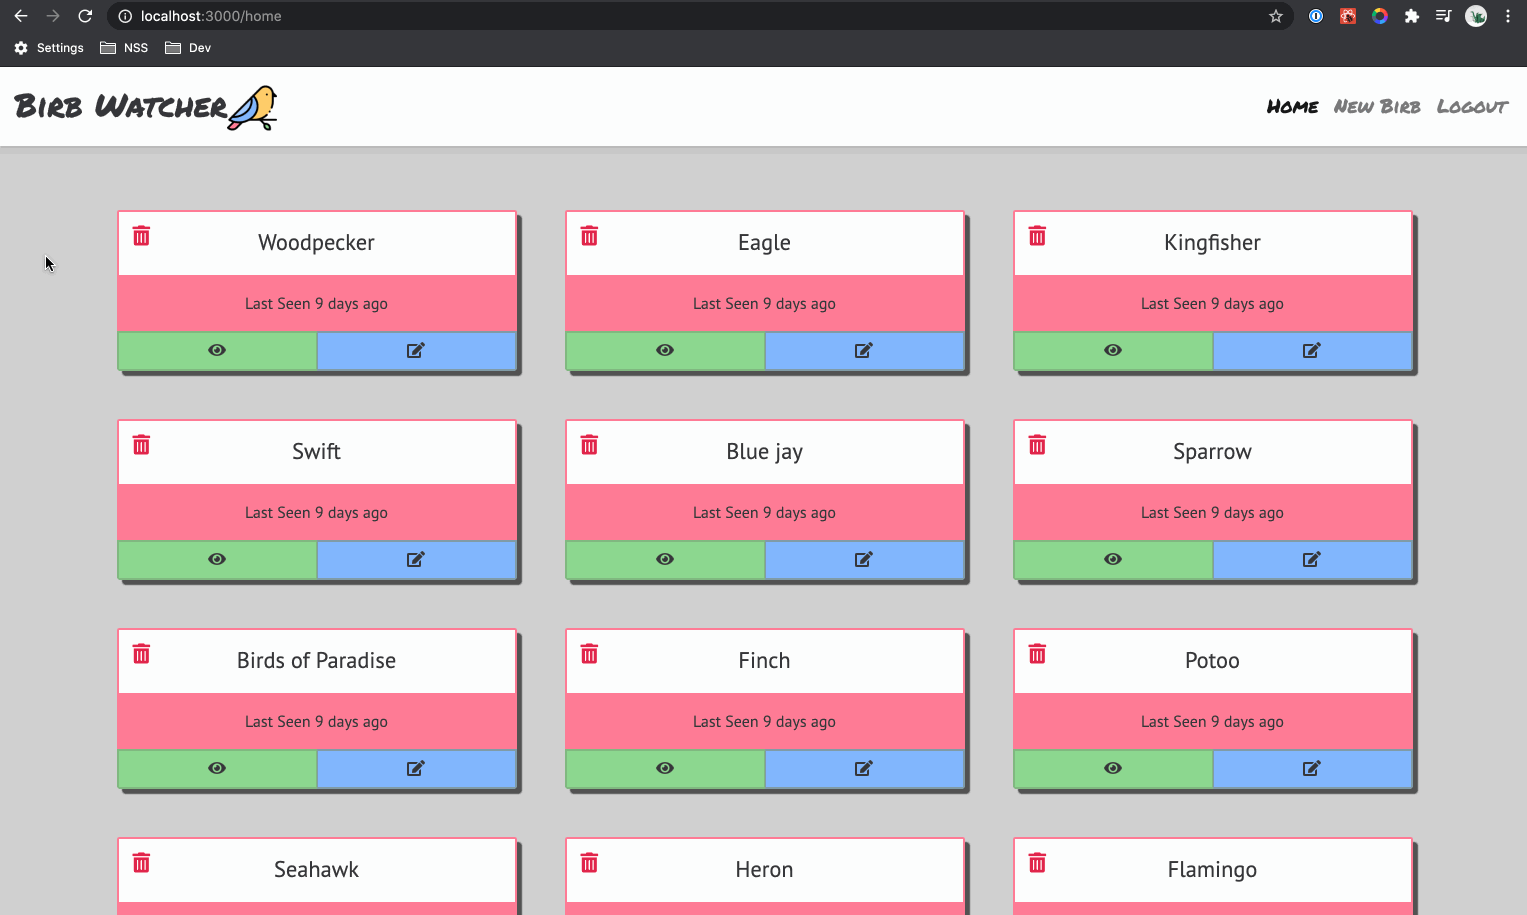 localhost:3000/home
Settings NSS Dev
Birb Watcher Home New Birb Logout
Woodpecker Eagle Kingfisher
Last Seen 9 days ago Last Seen 9 days ago Last Seen 9 days ago
Swift Blue jay Sparrow
Last Seen 9 days ago Last Seen 9 days ago Last Seen 9 days ago
Birds of Paradise Finch Potoo
Last Seen 9 days ago Last Seen 9 days ago Last Seen 9 days ago
Seahawk Heron Flamingo